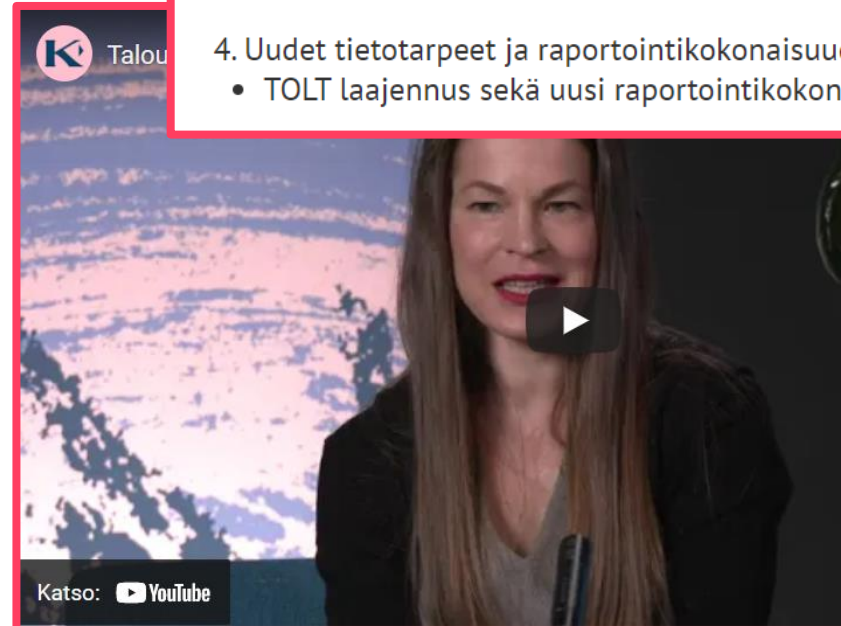 Talou
4. Uudet tietotarpeet ja raportointikokonaisuu
• TOLT laajennus sekä uusi raportointikokon
Katso: YouTube